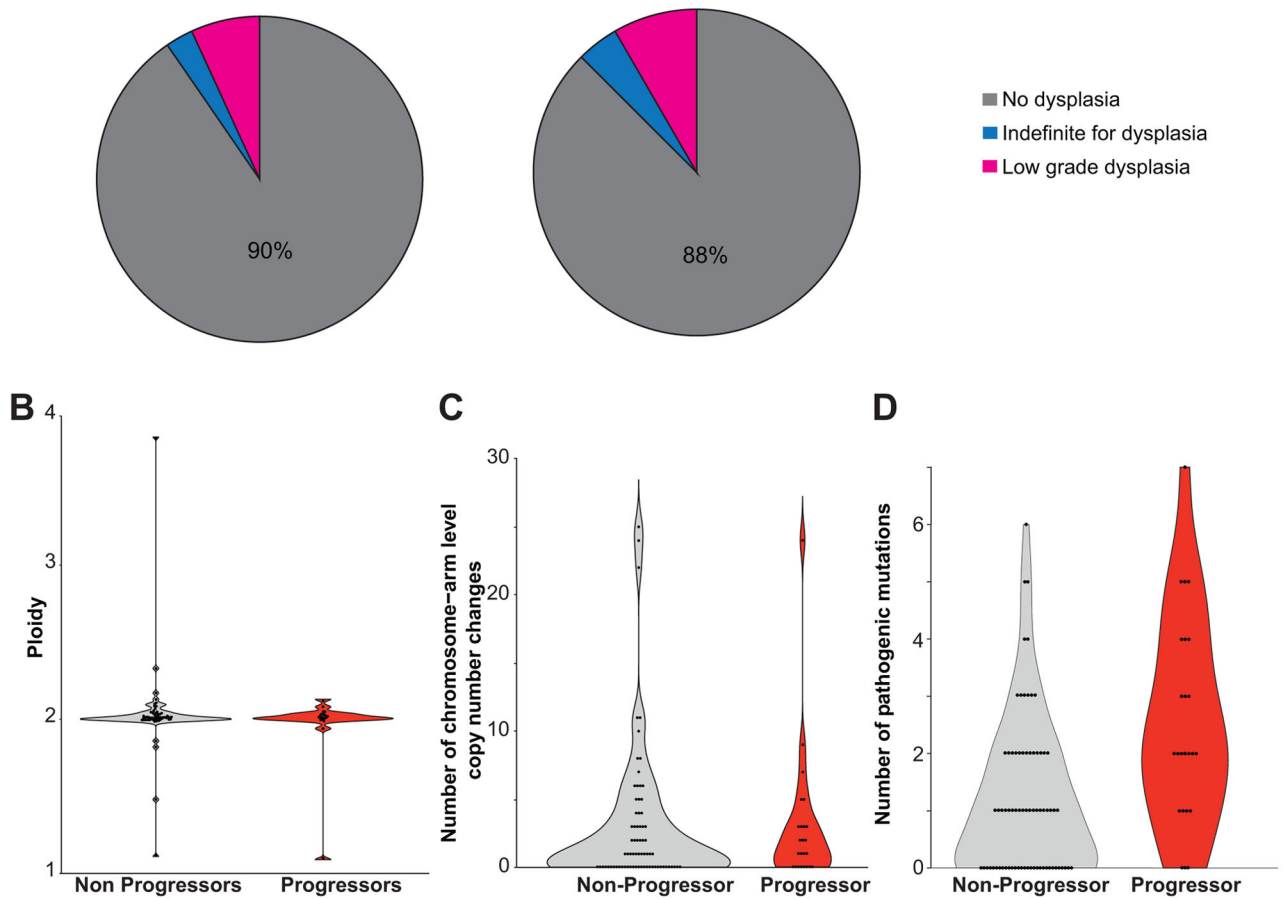 No dysplasia
Indefinite for dysplasia
Low grade dysplasia
90%
88%
B
4
3
2
1
Ploidy
Non Progressors
Progressors
C
30
20
10
0
Number of chromosome−arm level
copy number changes
Non-Progressor
Progressor
D
6
4
2
0
Number of pathogenic mutations
Non-Progressor
Progressor